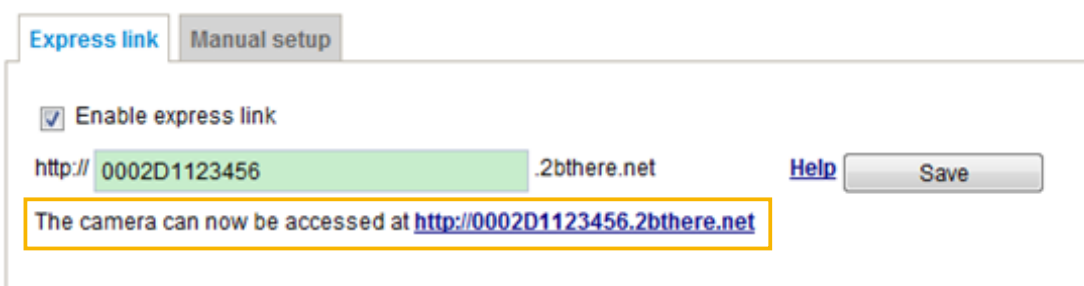 Express link Manual setup
Enable express link
http:// 0002D1123456 .2bthere.net Help Save
The camera can now be accessed at http://0002D1123456.2bthere.net